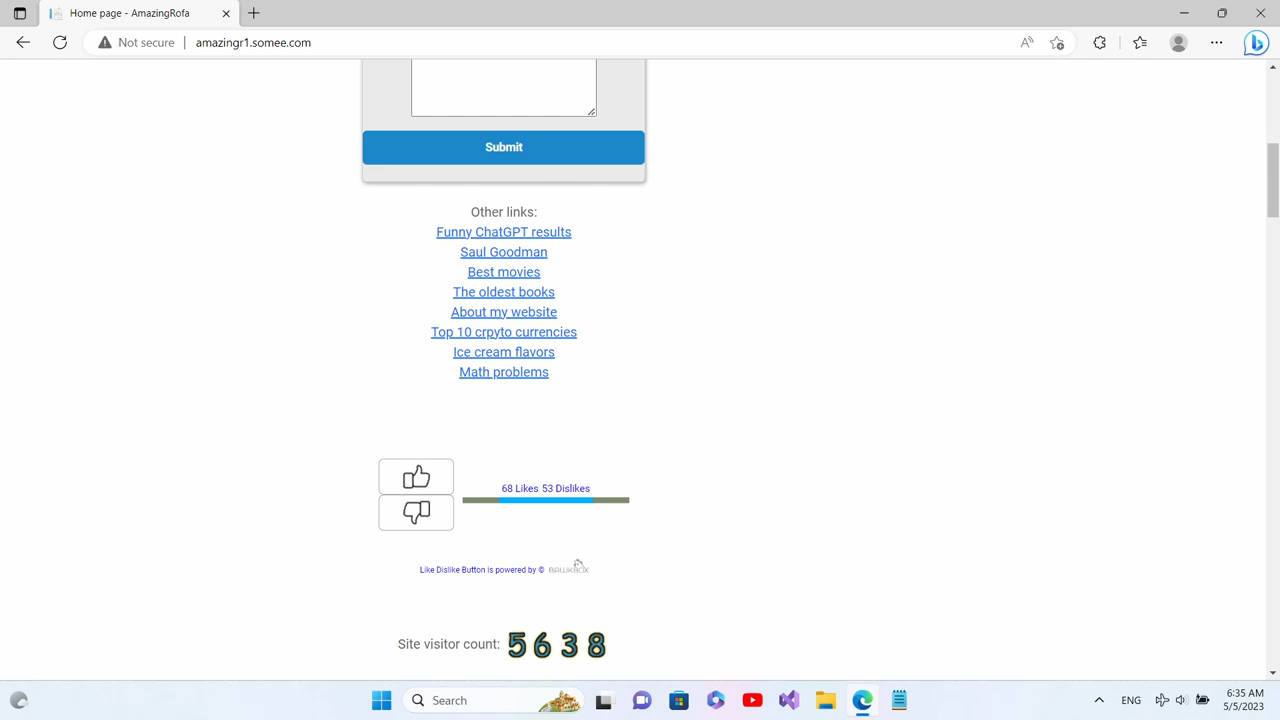 Home page - AmazingRofa
Not secure
amazingr1.somee.com
Submit
Other links:
Funny ChatGPT results
Saul Goodman
Best movies
The oldest books
About my website
Top 10 crpyto currencies
Ice cream flavors
Math problems
68 Likes 53 Dislikes
Like Dislike Button is powered by ©
Site visitor count: 5638
Search
ENG
6:35 AM
5/5/2023